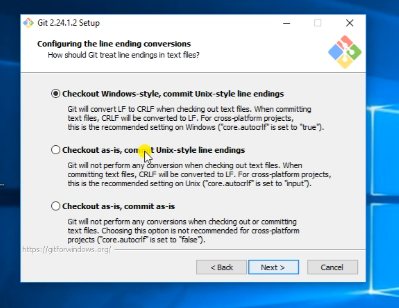 Git 2.24.1.2 Setup
Configuring the line ending conversions
How should Git treat line endings in text files?
Checkout Windows-style, commit Unix-style line endings
Git will convert LF to CRLF when checking out text files. When committing
text files, CRLF will be converted to LF. For cross-platform projects,
this is the recommended setting on Windows ("core.autocrlf" is set to "true").
Checkout as-is, commit Unix-style line endings
Git will not perform any conversion when checking out text files. When
committing text files, CRLF will be converted to LF. For cross-platform projects,
this is the recommended setting on Unix ("core.autocrlf" is set to "input").
Checkout as-is, commit as-is
Git will not perform any conversions when checking out or committing
text files. Choosing this option is not recommended for cross-platform
projects ("core.autocrlf" is set to "false").
https://gitforwindows.org/
< Back
Next >
Cancel